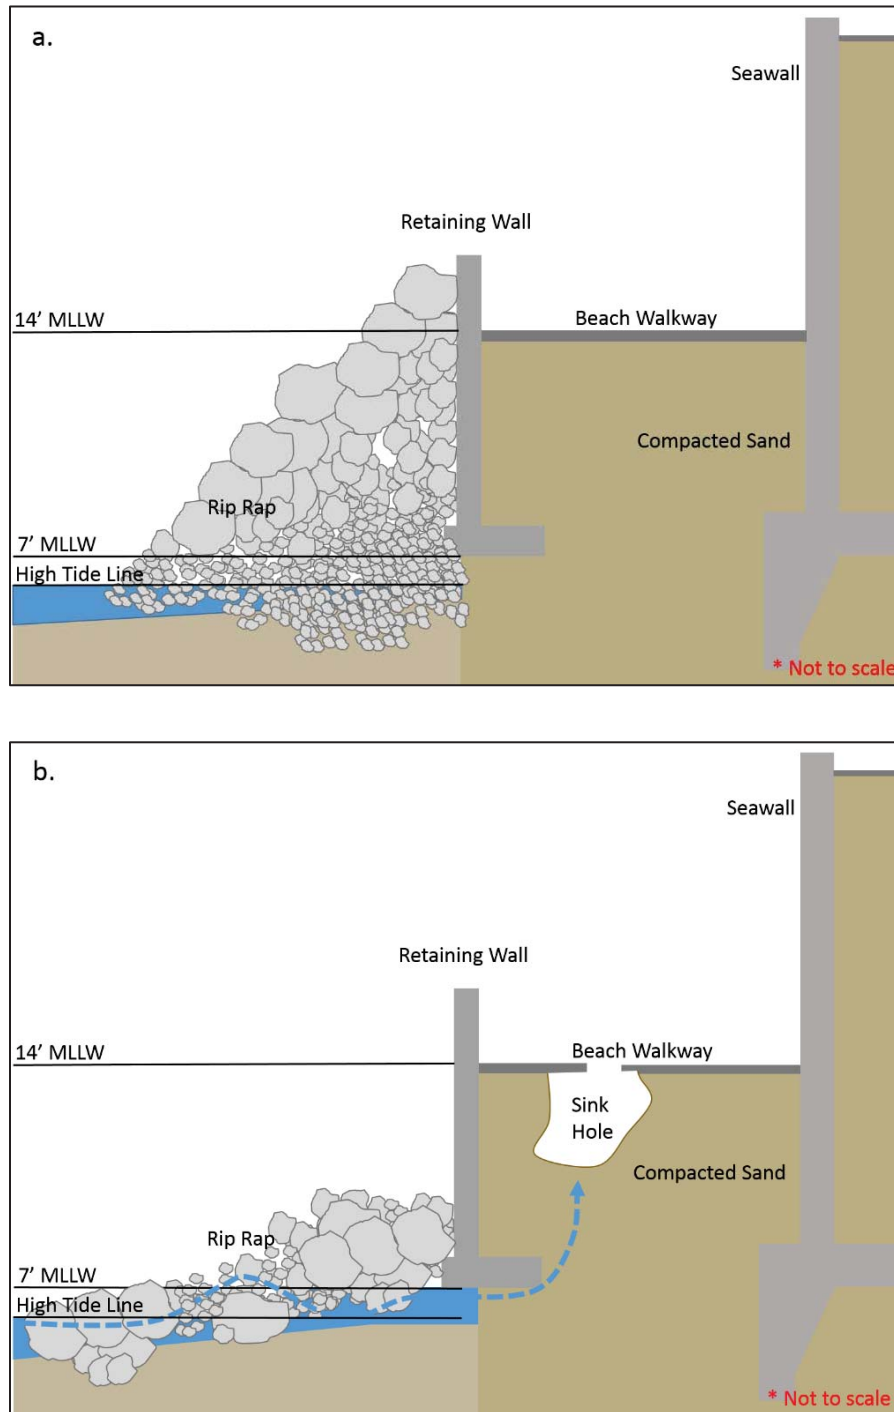 a.
Seawall
Retaining Wall
14' MLLW
Beach Walkway
Compacted Sand
Rip Rap
7' MLLW
High Tide Line
* Not to scale
b.
Seawall
Retaining Wall
14' MLLW
Beach Walkway
Sink
Hole
Compacted Sand
Rip Rap
7' MLLW
High Tide Line
* Not to scale